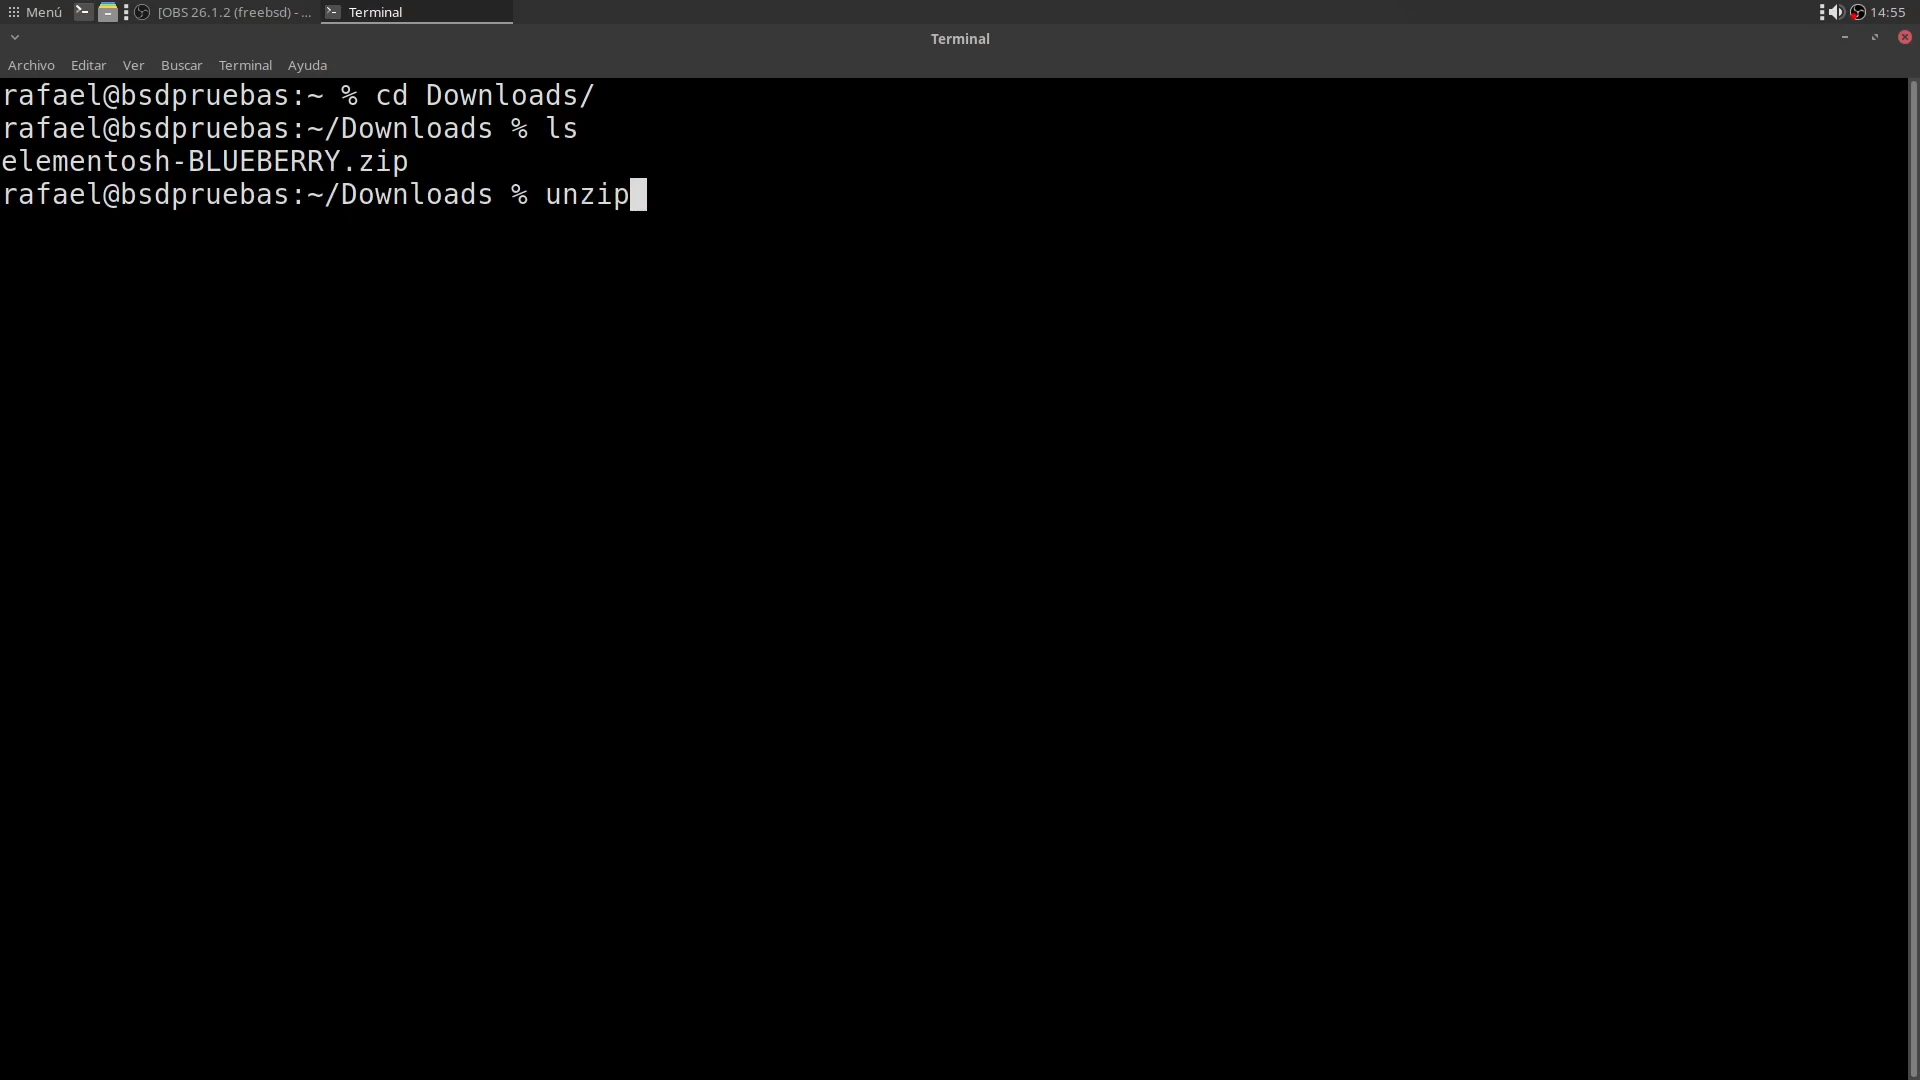 Menú
[OBS 26.1.2 (freebsd) - ...
Terminal
14:55
Terminal
Archivo Editar Ver Buscar Terminal Ayuda
rafael@bsdpruebas:~ % cd Downloads/
rafael@bsdpruebas:~/Downloads % ls
elementosh-BLUEBERRY.zip
rafael@bsdpruebas:~/Downloads % unzip